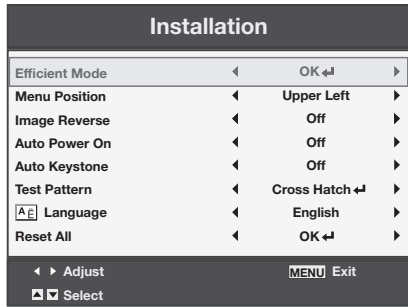 Installation
Efficient Mode ◀ OK↵ ▶
Menu Position ◀ Upper Left ▶
Image Reverse ◀ Off ▶
Auto Power On ◀ Off ▶
Auto Keystone ◀ Off ▶
Test Pattern ◀ Cross Hatch↵ ▶
AÉ Language ◀ English ▶
Reset All ◀ OK↵ ▶
◀ ▶ Adjust MENU Exit
▲▼ Select